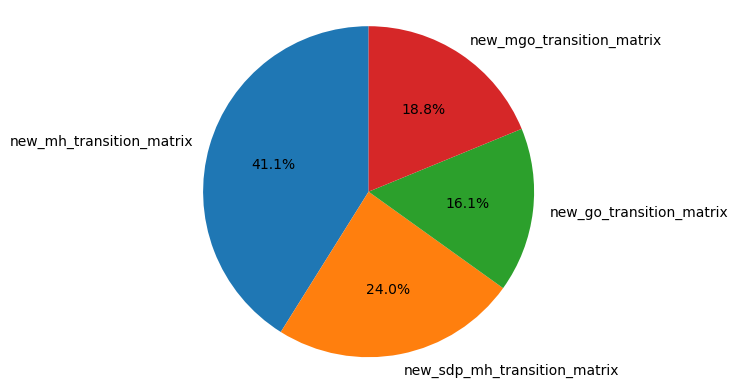 new_mgo_transition_matrix
18.8%
new_mh_transition_matrix
41.1%
16.1%
new_go_transition_matrix
24.0%
new_sdp_mh_transition_matrix